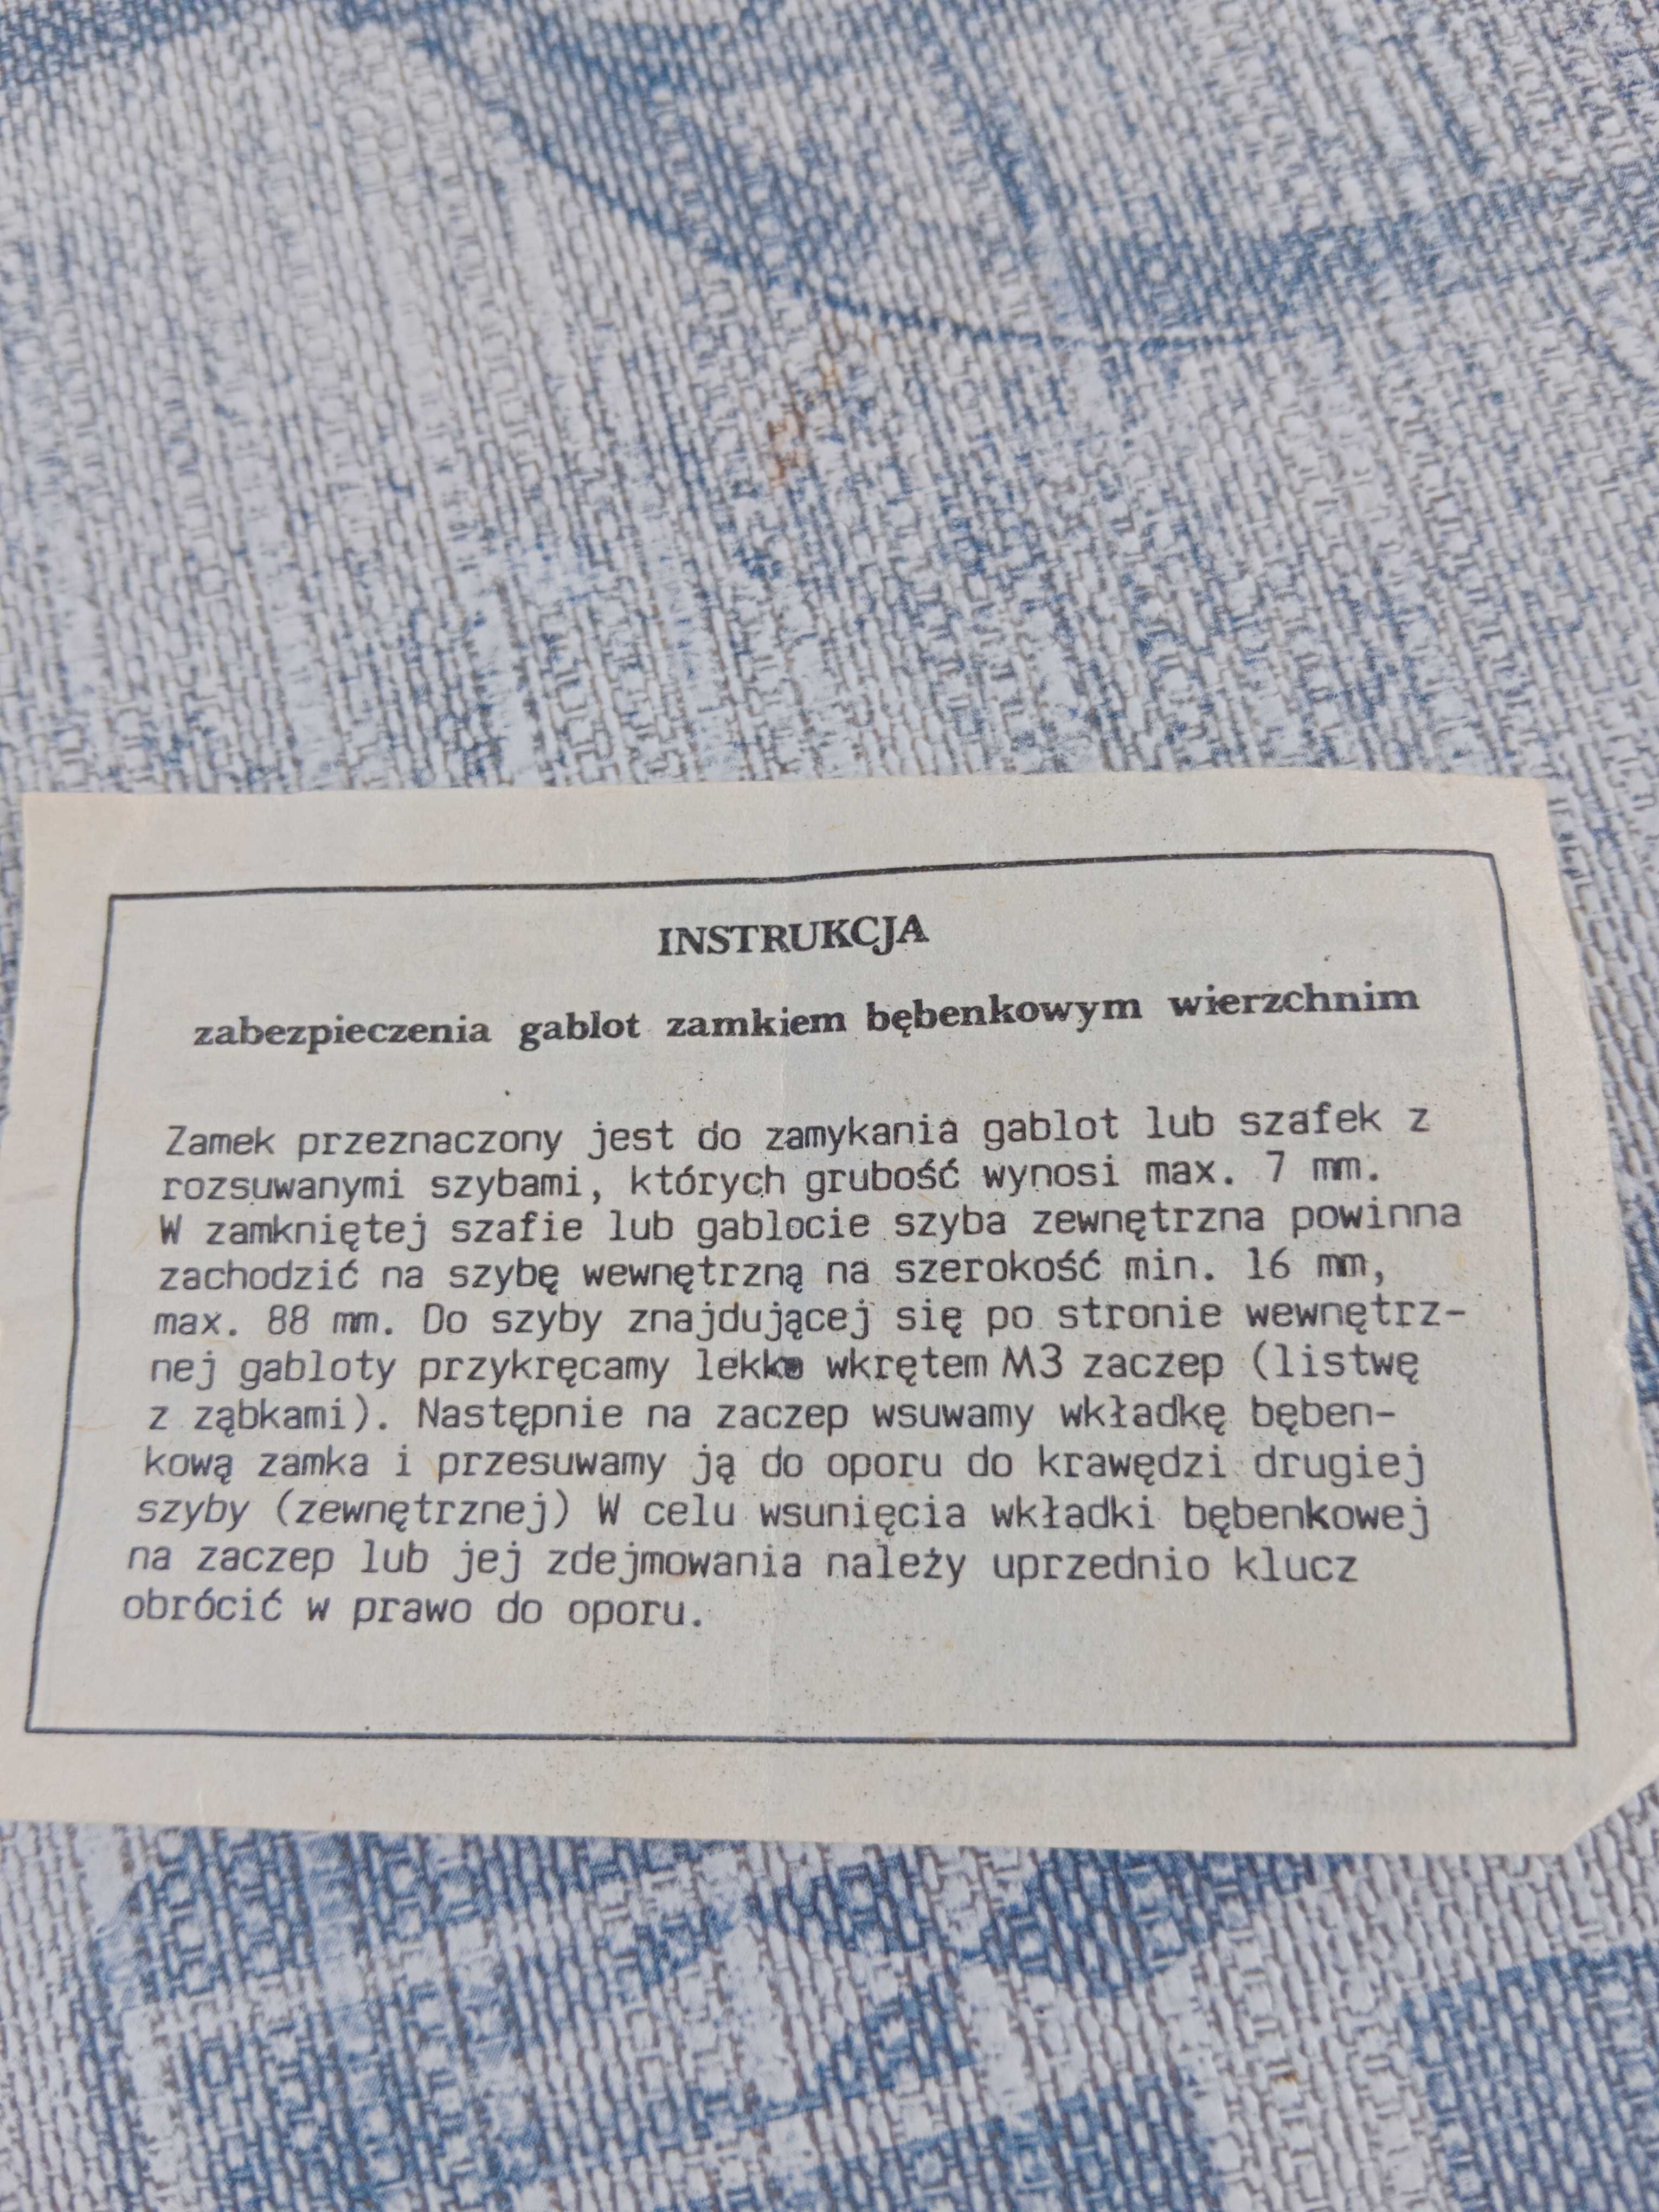 INSTRUKCJA
zabezpieczenia gablot zamkiem bębenkowym wierzchnim
Zamek przeznaczony jest do zamykania gablot lub szafek z
rozsuwanymi szybami, których grubość wynosi max. 7 mm.
W zamkniętej szafie lub gablocie szyba zewnętrzna powinna
zachodzić na szybę wewnętrzną na szerokość min. 16 mm,
max. 88 mm. Do szyby znajdującej się po stronie wewnętrz-
nej gabloty przykręcamy wkrętem M3 zaczep (listwę
z ząbkami). Następnie na zaczep wsuwamy wkładkę bęben-
kową zamka i przesuwamy ją do oporu do krawędzi drugiej
szyby (zewnętrznej) W celu wsunięcia wkładki bębenkowej
na zaczep lub jej zdejmowania należy uprzednio klucz
obrócić w prawo do oporu.